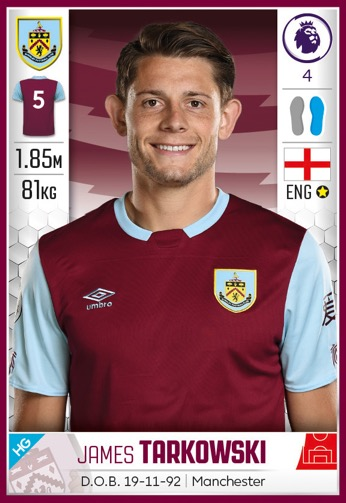 4
5
1.85M
81KG
ENG
umbro
HG
JAMES TARKOWSKI
D.O.B. 19-11-92 | Manchester